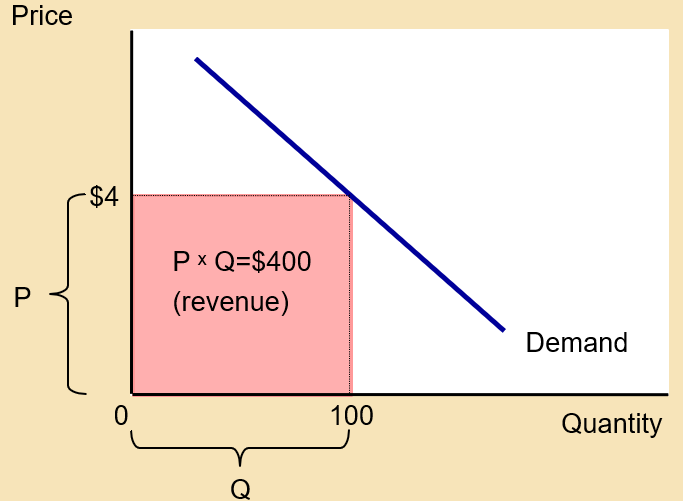 Price
$4
P x Q=$400
(revenue)
P
Demand
0
100
Quantity
Q